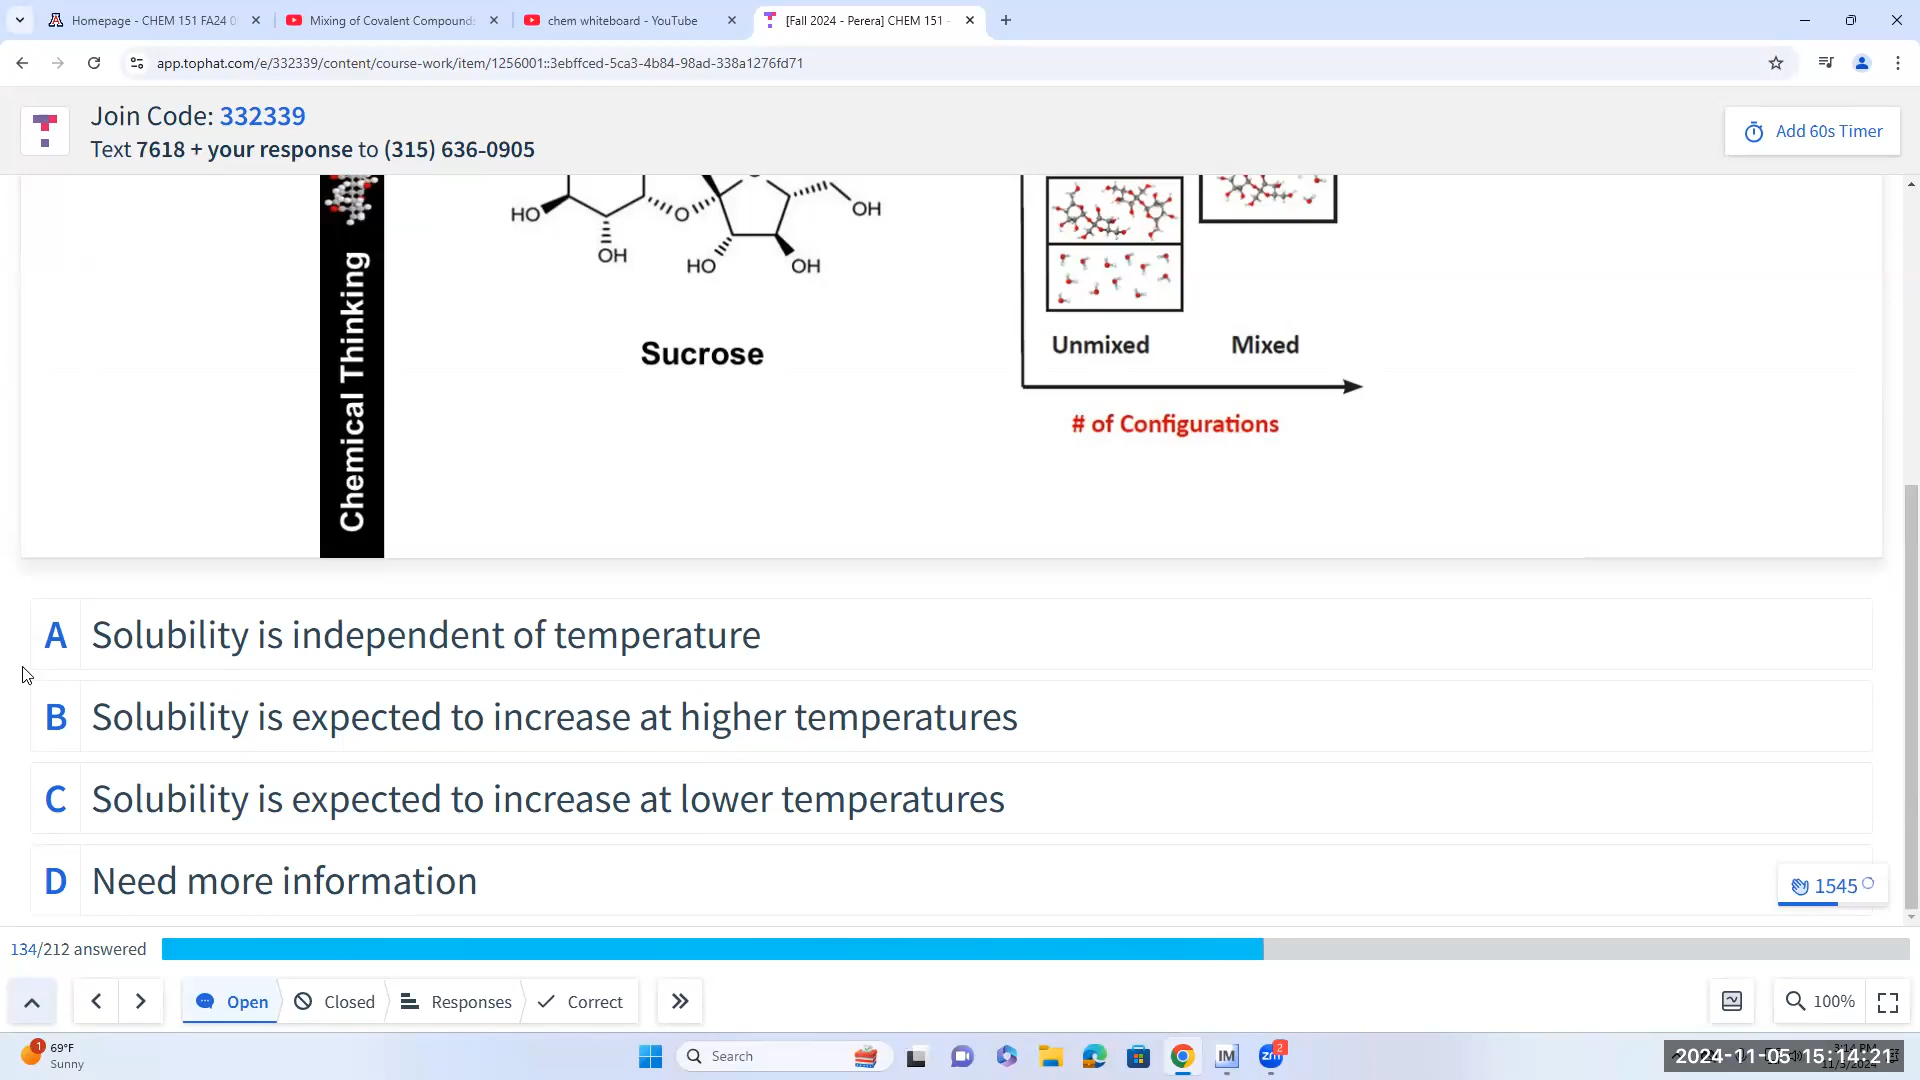 Homepage - CHEM 151 FA24 0
Mixing of Covalent Compound
chem whiteboard - YouTube
[Fall 2024 - Perera] CHEM 151 -
app.tophat.com/e/332339/content/course-work/item/1256001::3ebffced-5ca3-4b84-98ad-338a1276fd71
Join Code: 332339
Text 7618 + your response to (315) 636-0905
Add 60s Timer
Chemical Thinking
HO
OH
O
OH
HO
OH
Sucrose
Unmixed
Mixed
# of Configurations
A Solubility is independent of temperature
B Solubility is expected to increase at higher temperatures
C Solubility is expected to increase at lower temperatures
D Need more information
1545
134/212 answered
Open
Closed
Responses
Correct
100%
1
69°F
Sunny
Search
IM
zm
2
2024-11-05 15:14:21